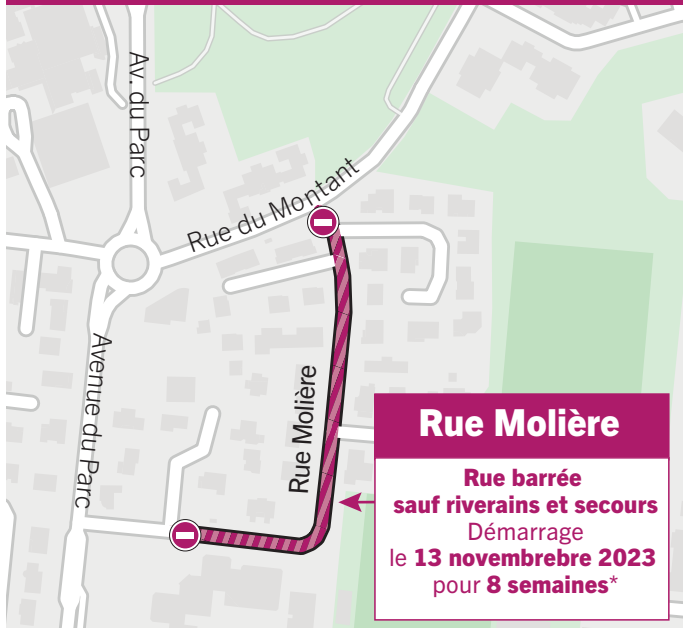 Av. du Parc
Rue du Montant
Avenue du Parc
Rue Molière
Rue Molière
Rue barrée
sauf riverains et secours
Démarrage
le 13 novembrebre 2023
pour 8 semaines*